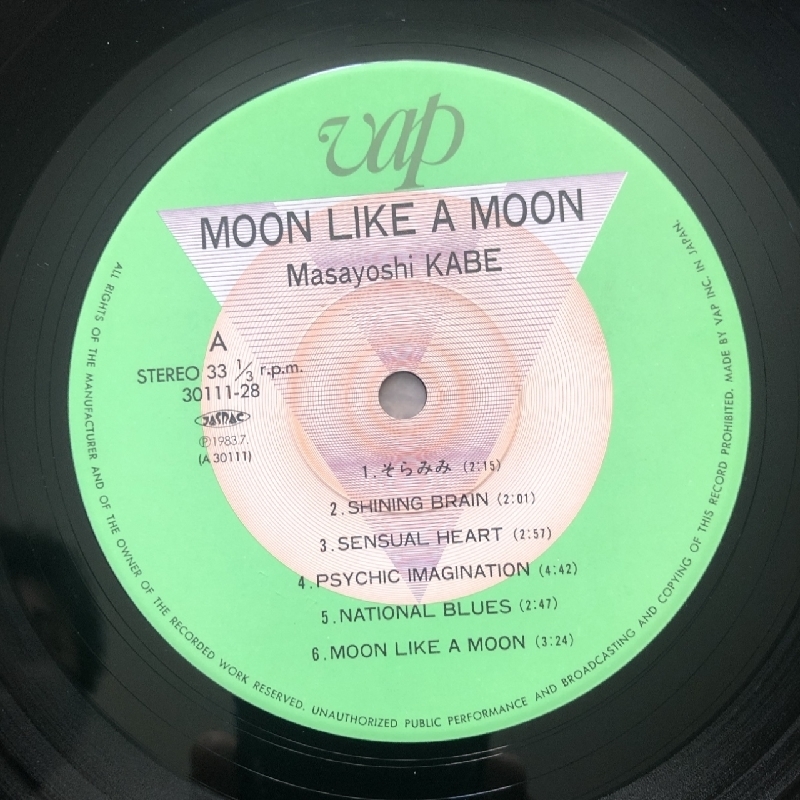 vap
MOON LIKE A MOON
Masayoshi KABE
A
STEREO 33 1/3 r.p.m.
30111-28
JASRAC
Ⓟ1983.7.
(A 30111)
1.そらみみ (2:15)
2.SHINING BRAIN (2:01)
3.SENSUAL HEART (2:57)
4.PSYCHIC IMAGINATION (4:42)
5.NATIONAL BLUES (2:47)
6.MOON LIKE A MOON (3:24)
ALL RIGHTS OF THE MANUFACTURER AND OF THE OWNER OF THE RECORDED WORK RESERVED. UNAUTHORIZED PUBLIC PERFORMANCE AND BROADCASTING AND COPYING OF THIS RECORD PROHIBITED. MADE BY VAP INC. IN JAPAN.